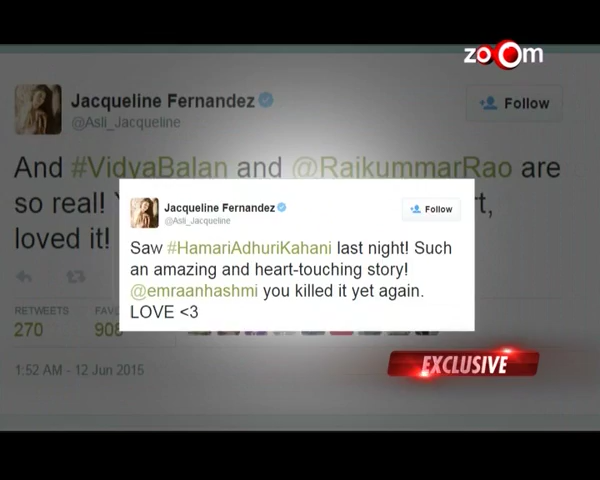 zoom
Jacqueline Fernandez
@Asli_Jacqueline
Follow
And #VidyaBalan and @RajkummarRao are
so real!
loved it!
Jacqueline Fernandez
@Asli_Jacqueline
Follow
Saw #HamariAdhuriKahani last night! Such
an amazing and heart-touching story!
@emraanhashmi you killed it yet again.
LOVE <3
RETWEETS
270
908
EXCLUSIVE
1:52 AM - 12 Jun 2015